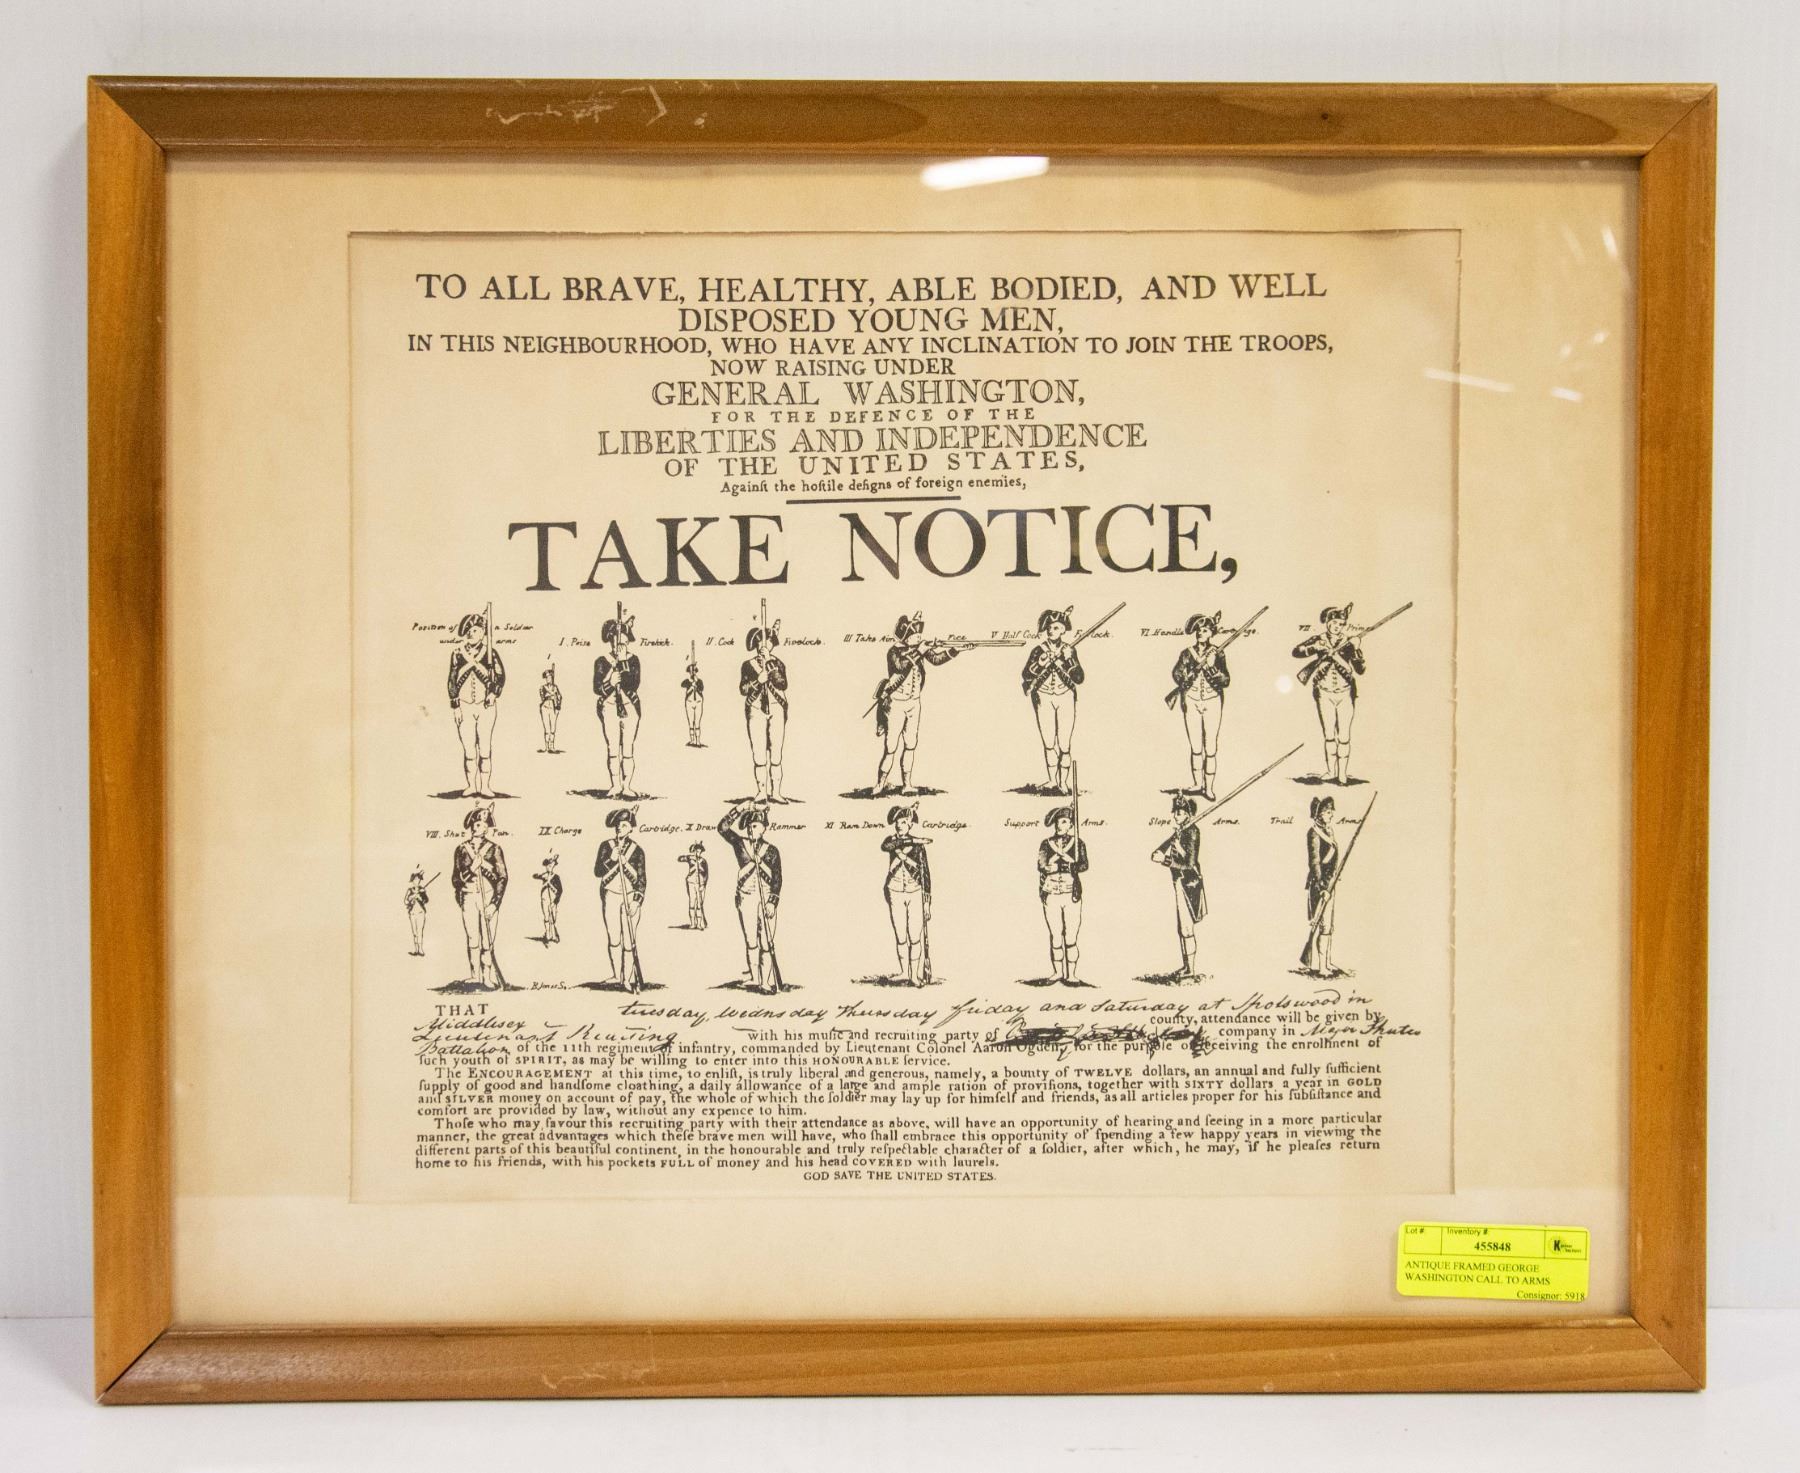 TO ALL BRAVE, HEALTHY, ABLE BODIED, AND WELL
DISPOSED YOUNG MEN,
IN THIS NEIGHBOURHOOD, WHO HAVE ANY INCLINATION TO JOIN THE TROOPS,
NOW RAISING UNDER
GENERAL WASHINGTON,
FOR THE DEFENCE OF THE
LIBERTIES AND INDEPENDENCE
OF THE UNITED STATES,
Againſt the hoſtile deſigns of foreign enemies,
TAKE NOTICE,
Position of a Soldier
under arms
I. Poise Firelock.
II. Cock Firelock.
III Take Aim
V Half Cock Firelock.
VI. Handle Cartridge.
VII. Prime
VIII. Shut Pan.
IX Charge Cartridge.
X Draw Rammer
XI Ram Down Cartridge.
Support Arms.
Slope Arms.
Trail Arms
THAT tuesday, wednsday thursday friday and saturday at Spotswood in
Middlesex county, attendance will be given by
Lieutenant Reuting with his muſic and recruiting party of company in Major Shutes
Battalion of the 11th regiment of infantry, commanded by Lieutenant Colonel Aaron Ogden, for the purpoſe of receiving the enrollment of
ſuch youth of SPIRIT, as may be willing to enter into this HONOURABLE ſervice.
The ENCOURAGEMENT at this time, to enliſt, is truly liberal and generous, namely, a bounty of TWELVE dollars, an annual and fully ſufficient
ſupply of good and handſome cloathing, a daily allowance of a large and ample ration of proviſions, together with SIXTY dollars a year in GOLD
and SILVER money on account of pay, the whole of which the ſoldier may lay up for himſelf and friends, as all articles proper for his ſubſiſtance and
comfort are provided by law, without any expence to him.
Thoſe who may favour this recruiting party with their attendance as above, will have an opportunity of hearing and ſeeing in a more particular
manner, the great advantages which theſe brave men will have, who ſhall embrace this opportunity of ſpending a few happy years in viewing the
different parts of this beautiful continent, in the honourable and truly reſpectable character of a ſoldier, after which, he may, if he pleaſes return
home to his friends, with his pockets FULL of money and his head COVERED with laurels.
GOD SAVE THE UNITED STATES.
Lot #: Inventory #:
455848
ANTIQUE FRAMED GEORGE
WASHINGTON CALL TO ARMS
Consignor: 5918